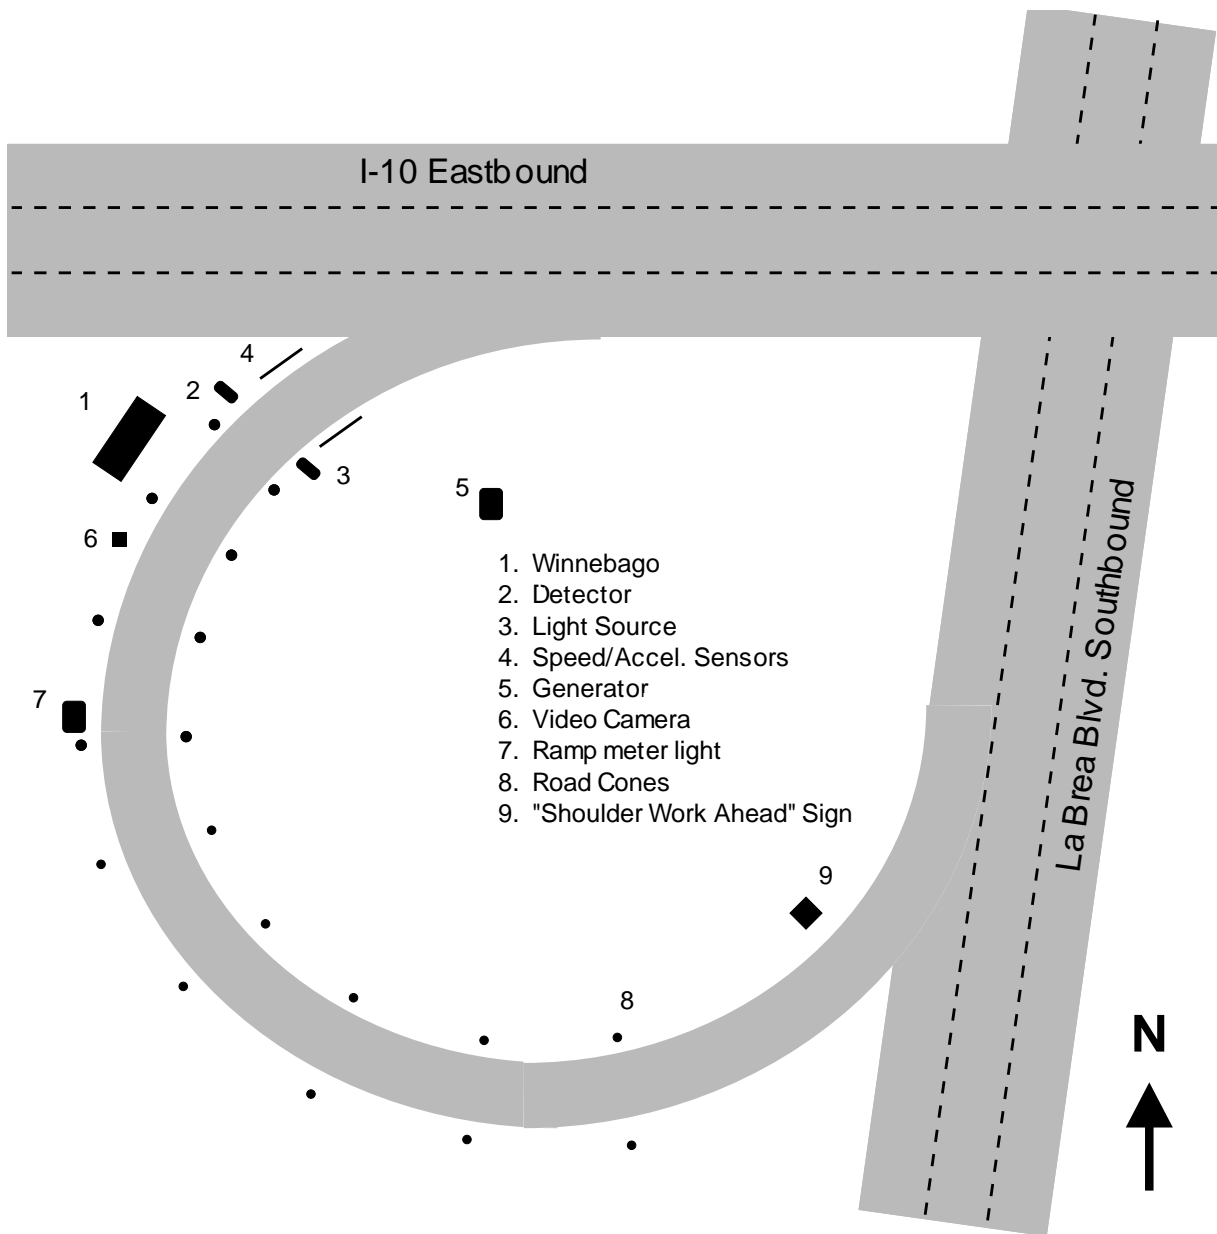 I-10 Eastbound
4
2
1
3
5
6
1. Winnebago
2. Detector
3. Light Source
4. Speed/Accel. Sensors
5. Generator
6. Video Camera
7. Ramp meter light
8. Road Cones
9. "Shoulder Work Ahead" Sign
La Brea Blvd. Southbound
7
9
8
N